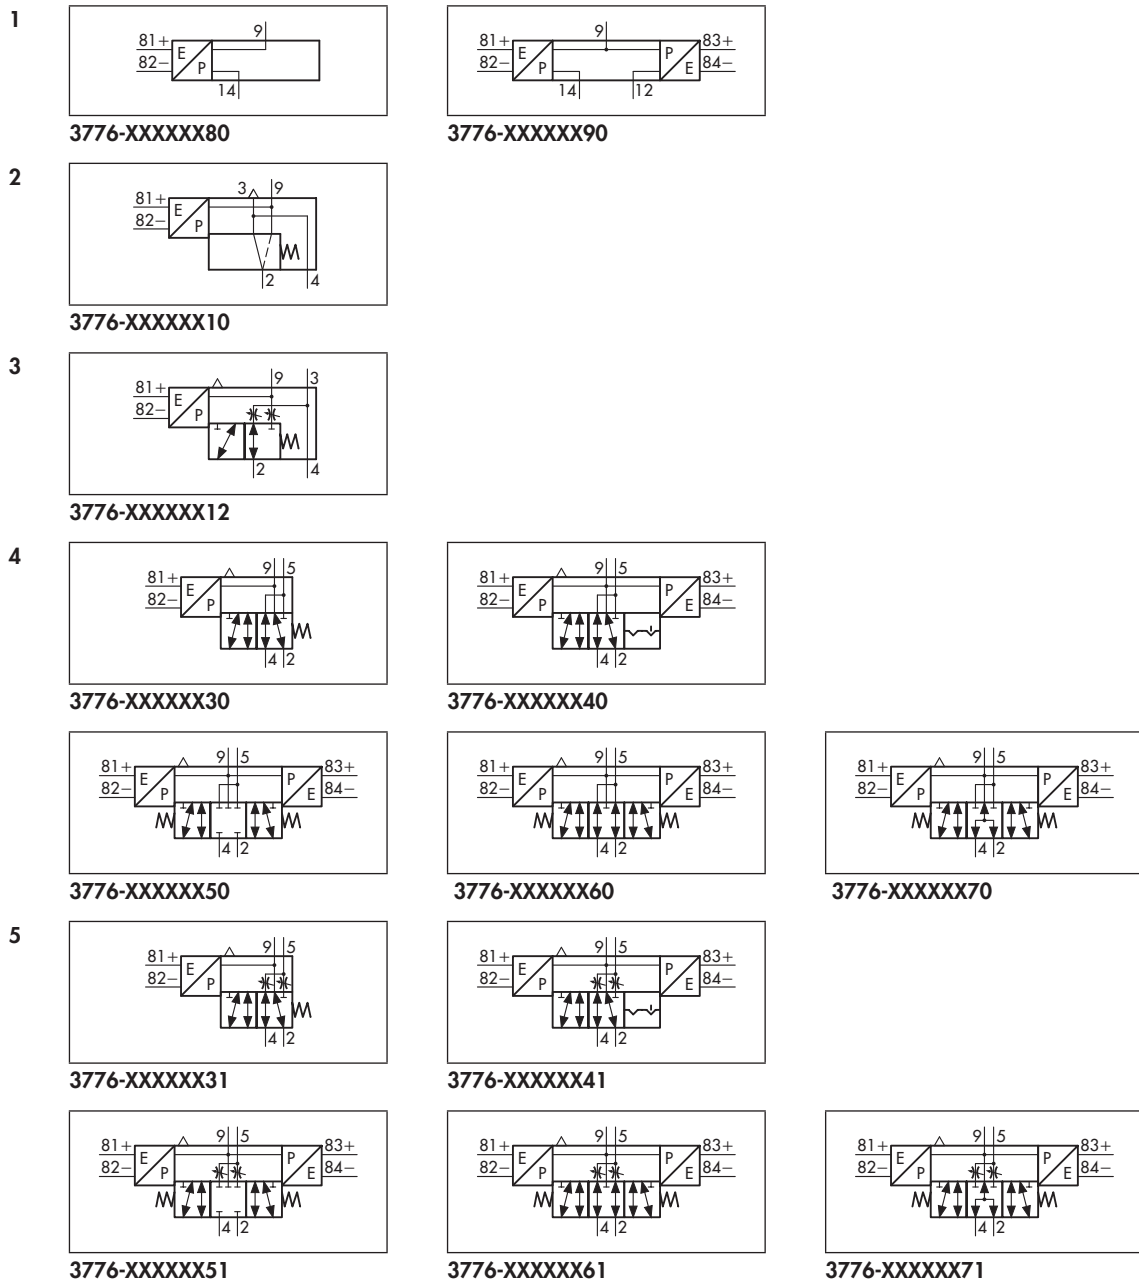 1
9
81+
82−
E
P
14
3776-XXXXXX80
9
81+
82−
E
P
P
E
83+
84−
14
12
3776-XXXXXX90
2
3
9
81+
82−
E
P
2
4
3776-XXXXXX10
3
9
3
81+
82−
E
P
2
4
3776-XXXXXX12
4
9
5
81+
82−
E
P
4
2
3776-XXXXXX30
9
5
81+
82−
E
P
P
E
83+
84−
4
2
3776-XXXXXX40
9
5
81+
82−
E
P
P
E
83+
84−
4
2
3776-XXXXXX50
9
5
81+
82−
E
P
P
E
83+
84−
4
2
3776-XXXXXX60
9
5
81+
82−
E
P
P
E
83+
84−
4
2
3776-XXXXXX70
5
9
5
81+
82−
E
P
4
2
3776-XXXXXX31
9
5
81+
82−
E
P
P
E
83+
84−
4
2
3776-XXXXXX41
9
5
81+
82−
E
P
P
E
83+
84−
4
2
3776-XXXXXX51
9
5
81+
82−
E
P
P
E
83+
84−
4
2
3776-XXXXXX61
9
5
81+
82−
E
P
P
E
83+
84−
4
2
3776-XXXXXX71